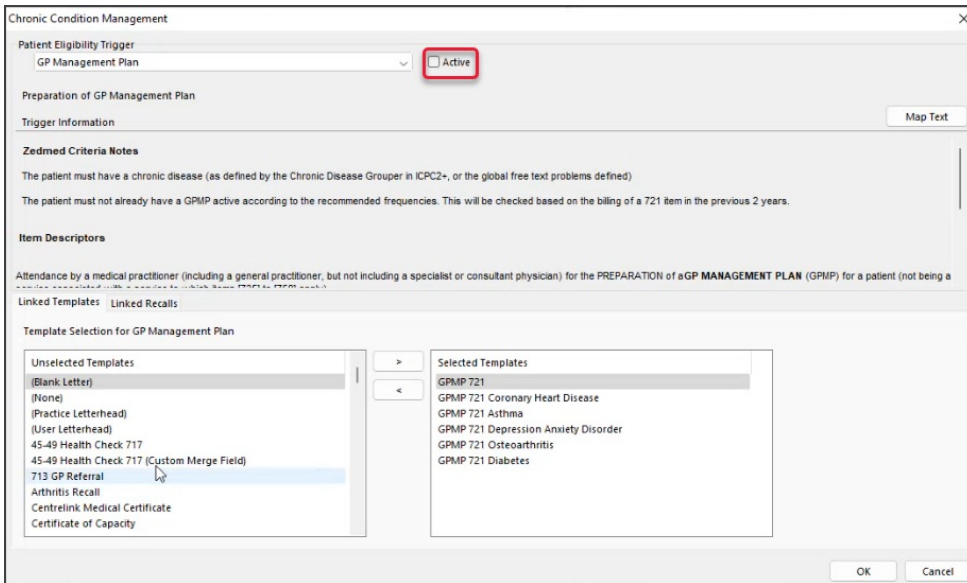 Chronic Condition Management
Patient Eligibility Trigger
GP Management Plan
Active
Preparation of GP Management Plan
Trigger Information
Map Text
Zedmed Criteria Notes
The patient must have a chronic disease (as defined by the Chronic Disease Grouper in ICPC2+, or the global free text problems defined)
The patient must not already have a GPMP active according to the recommended frequencies. This will be checked based on the billing of a 721 item in the previous 2 years.
Item Descriptors
Attendance by a medical practitioner (including a general practitioner, but not including a specialist or consultant physician) for the PREPARATION of aGP MANAGEMENT PLAN (GPMP) for a patient (not being a
Linked Templates Linked Recalls
Template Selection for GP Management Plan
Unselected Templates
(Blank Letter)
(None)
(Practice Letterhead)
(User Letterhead)
45-49 Health Check 717
45-49 Health Check 717 (Custom Merge Field)
713 GP Referral
Arthritis Recall
Centrelink Medical Certificate
Certificate of Capacity
>
<
Selected Templates
GPMP 721
GPMP 721 Coronary Heart Disease
GPMP 721 Asthma
GPMP 721 Depression Anxiety Disorder
GPMP 721 Osteoarthritis
GPMP 721 Diabetes
OK Cancel